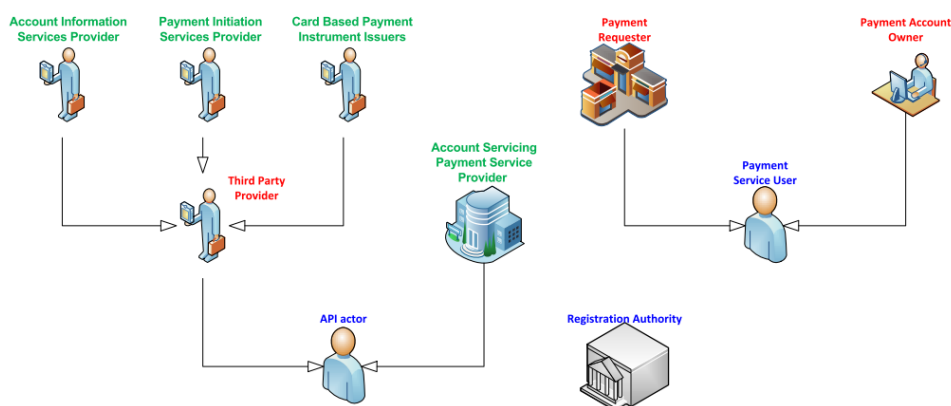 Account Information
Services Provider
Payment Initiation
Services Provider
Card Based Payment
Instrument Issuers
Payment
Requester
Payment Account
Owner
Account Servicing
Payment Service
Provider
Third Party
Provider
Payment
Service User
API actor
Registration Authority